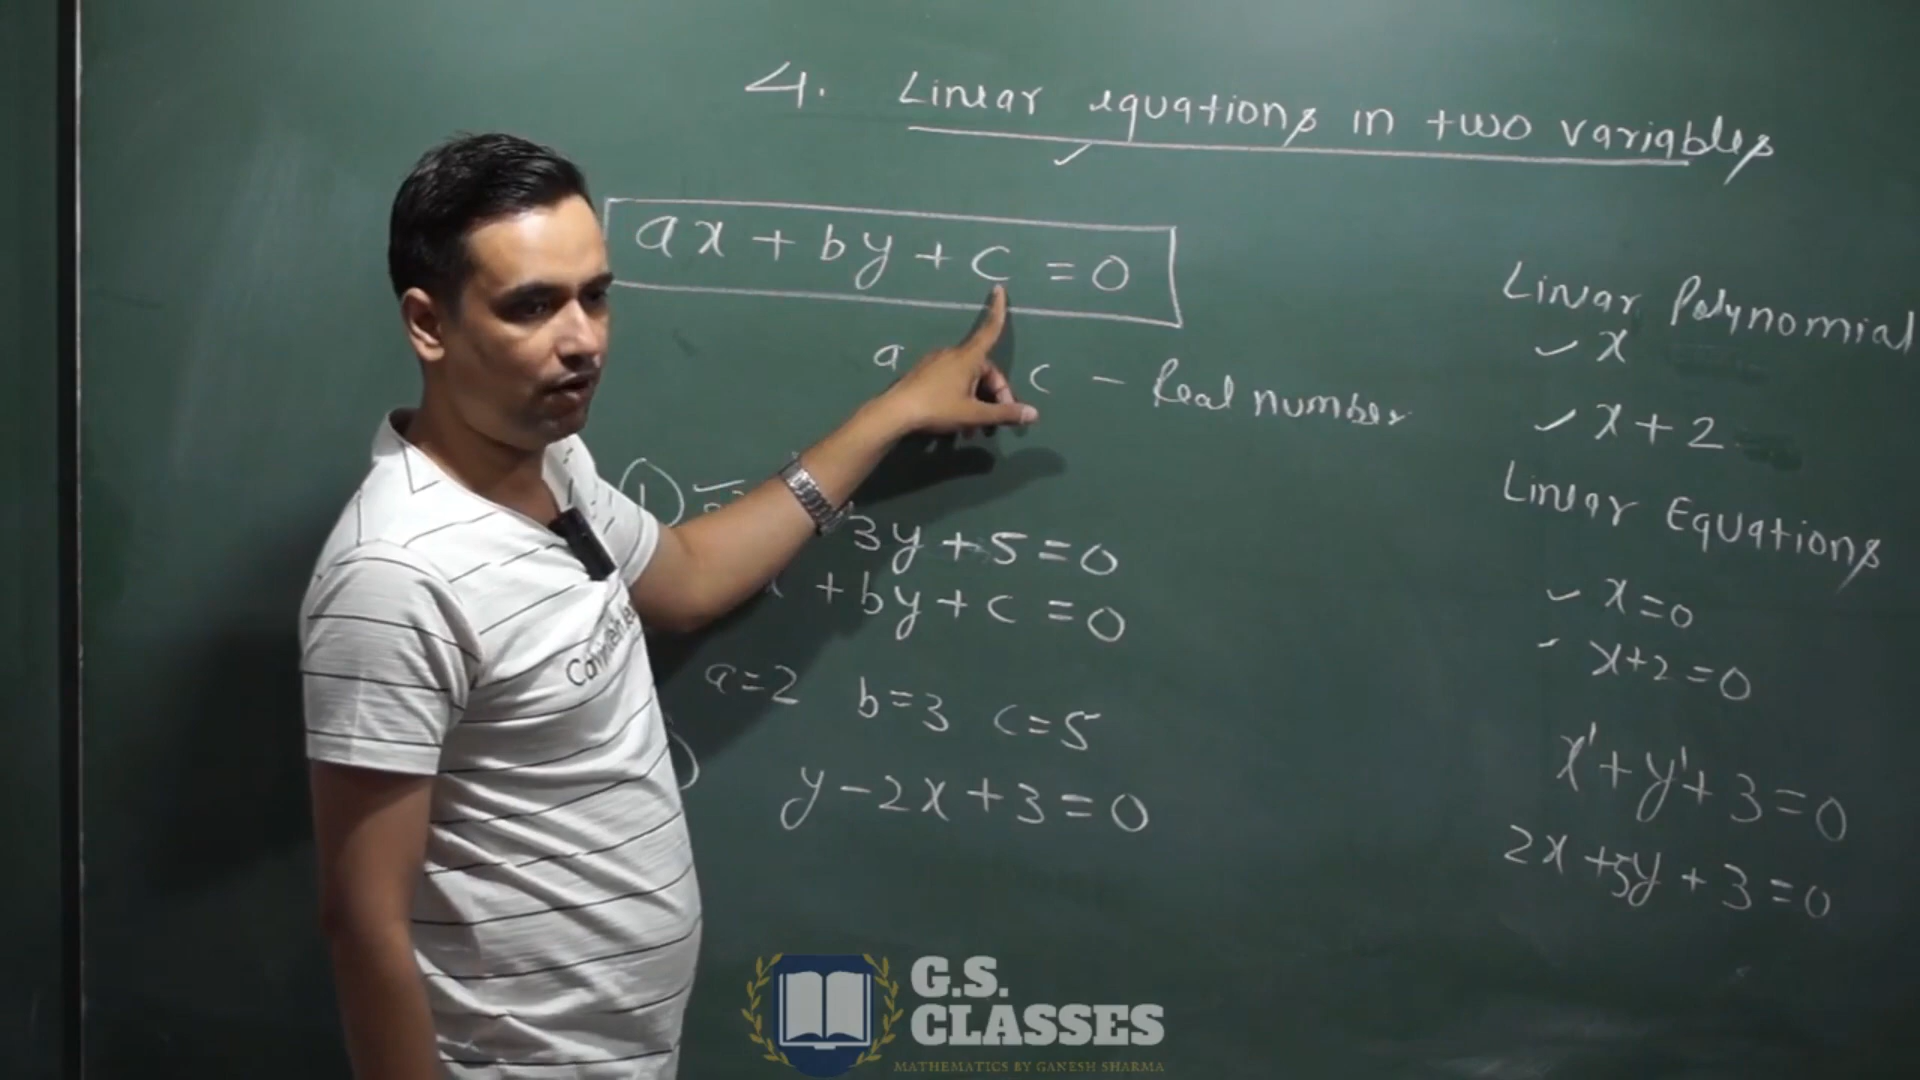 4. Linear equations in two variables
ax + by + c = 0
a c - Real number
1
3y + 5 = 0
+ by + c = 0
a=2 b=3 c=5
y - 2x + 3 = 0
Linear Polynomial
x
x + 2
Linear Equations
x = 0
x + 2 = 0
x¹ + y¹ + 3 = 0
2x + 5y + 3 = 0
G.S.
CLASSES
MATHEMATICS BY GANESH SHARMA